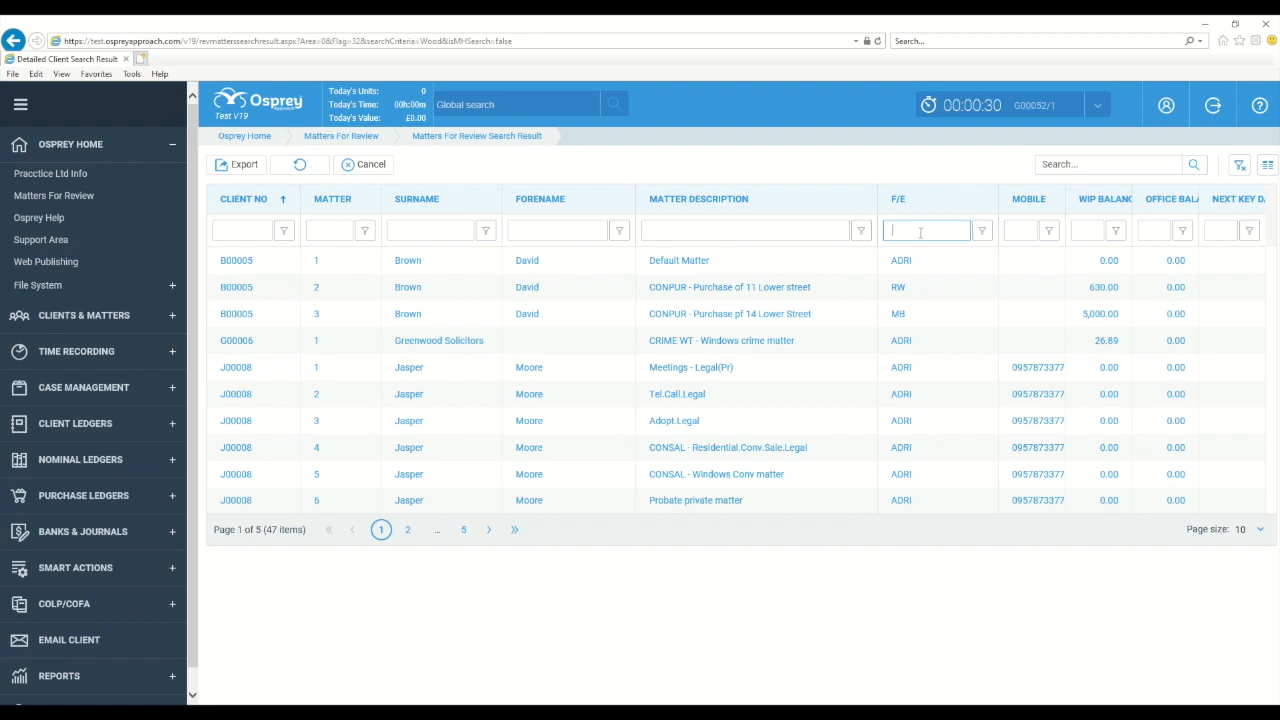 https://test.ospreyapproach.com/v19/revmatterssearchresult.aspx?Area=0&Flag=32&searchCriteria=Wood&isMHSearch=false
Search...
Detailed Client Search Result
File Edit View Favorites Tools Help
Osprey
Test V19
Today's Units: 0
Today's Time: 00h:00m
Today's Value: £0.00
Global search
00:00:30 G00052/1
OSPREY HOME
Pracctice Ltd Info
Matters For Review
Osprey Help
Support Area
Web Publishing
File System
CLIENTS & MATTERS
TIME RECORDING
CASE MANAGEMENT
CLIENT LEDGERS
NOMINAL LEDGERS
PURCHASE LEDGERS
BANKS & JOURNALS
SMART ACTIONS
COLP/COFA
EMAIL CLIENT
REPORTS
Osprey Home Matters For Review Matters For Review Search Result
Export Cancel Search...
CLIENT NO MATTER SURNAME FORENAME MATTER DESCRIPTION F/E MOBILE WIP BALANC OFFICE BALA NEXT KEY D
B00005 1 Brown David Default Matter ADRI 0.00 0.00
B00005 2 Brown David CONPUR - Purchase of 11 Lower street RW 630.00 0.00
B00005 3 Brown David CONPUR - Purchase pf 14 Lower Street MB 5,000.00 0.00
G00006 1 Greenwood Solicitors CRIME WT - Windows crime matter ADRI 26.89 0.00
J00008 1 Jasper Moore Meetings - Legal(Pr) ADRI 0957873377 0.00 0.00
J00008 2 Jasper Moore Tel.Call.Legal ADRI 0957873377 0.00 0.00
J00008 3 Jasper Moore Adopt.Legal ADRI 0957873377 0.00 0.00
J00008 4 Jasper Moore CONSAL - Residential.Conv.Sale.Legal ADRI 0957873377 0.00 0.00
J00008 5 Jasper Moore CONSAL - Windows Conv matter ADRI 0957873377 0.00 0.00
J00008 6 Jasper Moore Probate private matter ADRI 0957873377 0.00 0.00
Page 1 of 5 (47 items) 1 2 ... 5 Page size: 10